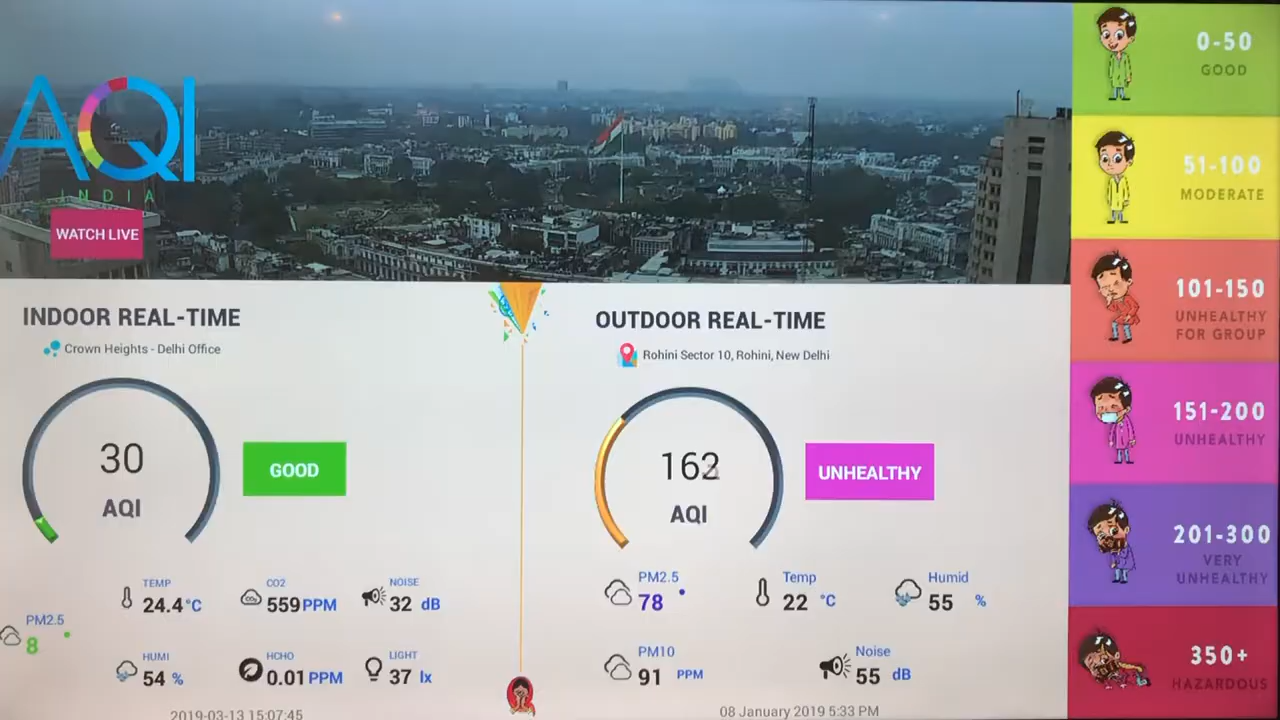 AQI
INDIA
WATCH LIVE
INDOOR REAL-TIME
Crown Heights - Delhi Office
30
AQI
GOOD
PM2.5
8
TEMP
24.4 °C
CO2
559 PPM
NOISE
32 dB
HUMI
54 %
HCHO
0.01 PPM
LIGHT
37 lx
2019-03-13 15:07:45
OUTDOOR REAL-TIME
Rohini Sector 10, Rohini, New Delhi
AQI
UNHEALTHY
PM2.5
78
Temp
22 °C
Humid
55 %
PM10
91 PPM
Noise
55 dB
08 January 2019 5:33 PM
0-50
GOOD
51-100
MODERATE
101-150
UNHEALTHY
FOR GROUP
151-200
UNHEALTHY
201-300
VERY
UNHEALTHY
350+
HAZARDOUS